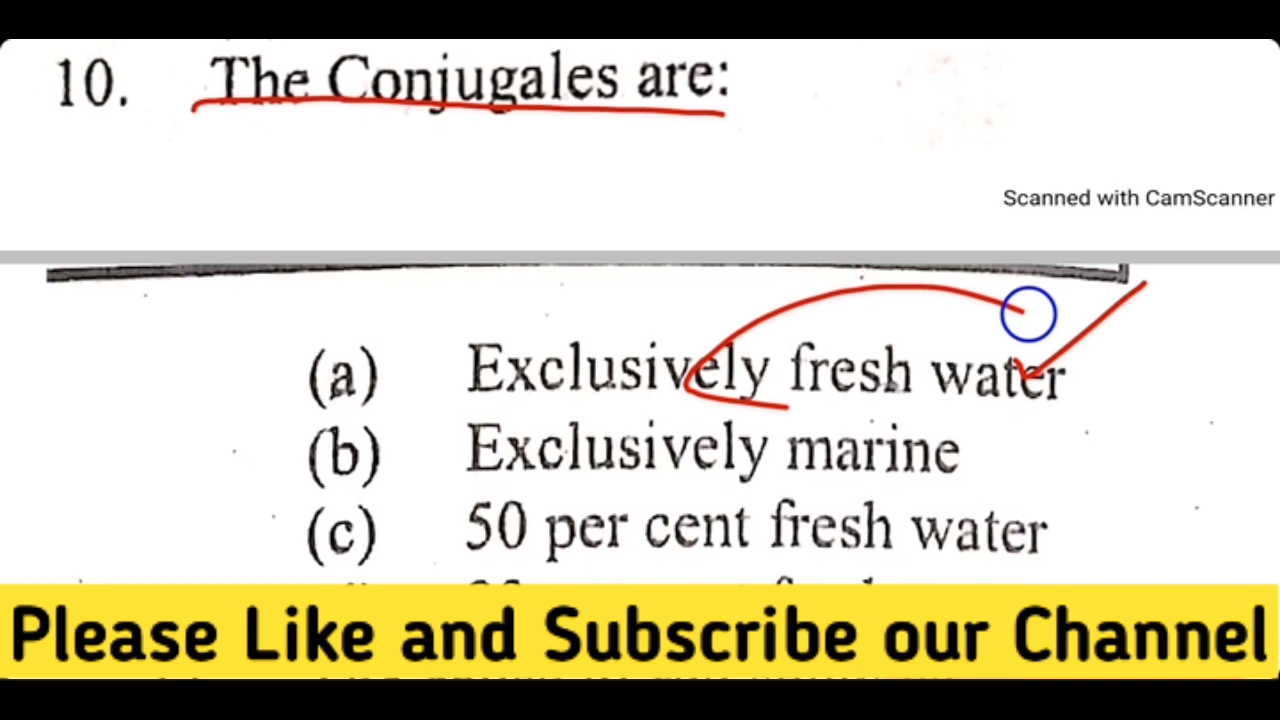 10. The Conjugales are:
Scanned with CamScanner
(a) Exclusively fresh water
(b) Exclusively marine
(c) 50 per cent fresh water
Please Like and Subscribe our Channel